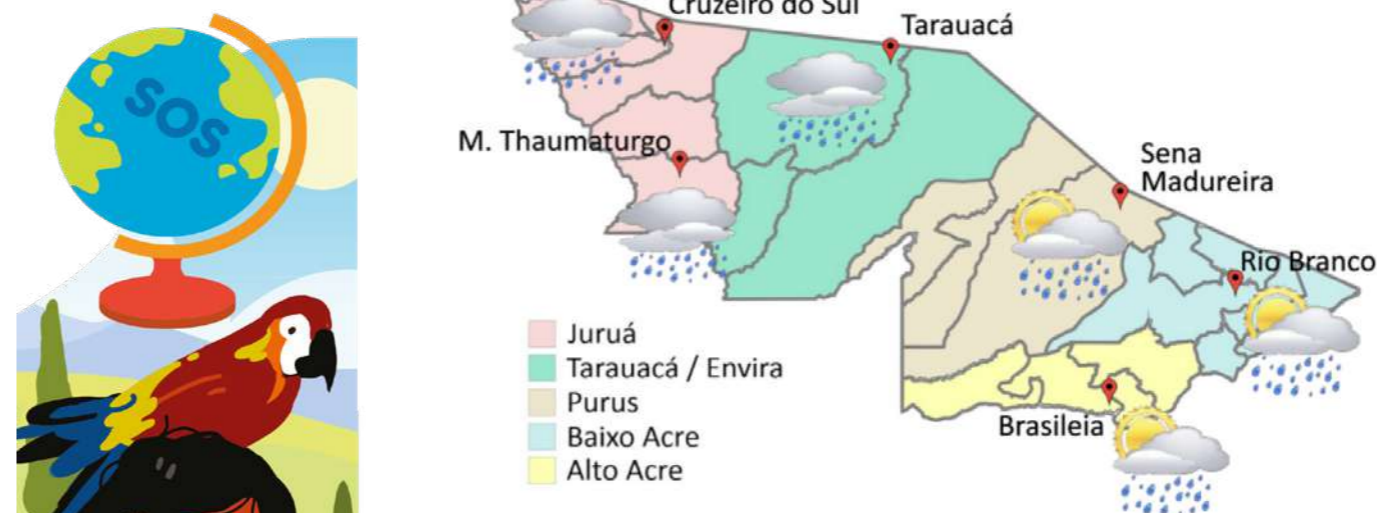 SOS
Cruzeiro do Sul
Tarauacá
M. Thaumaturgo
Sena
Madureira
Rio Branco
Brasileia
Juruá
Tarauacá / Envira
Purus
Baixo Acre
Alto Acre